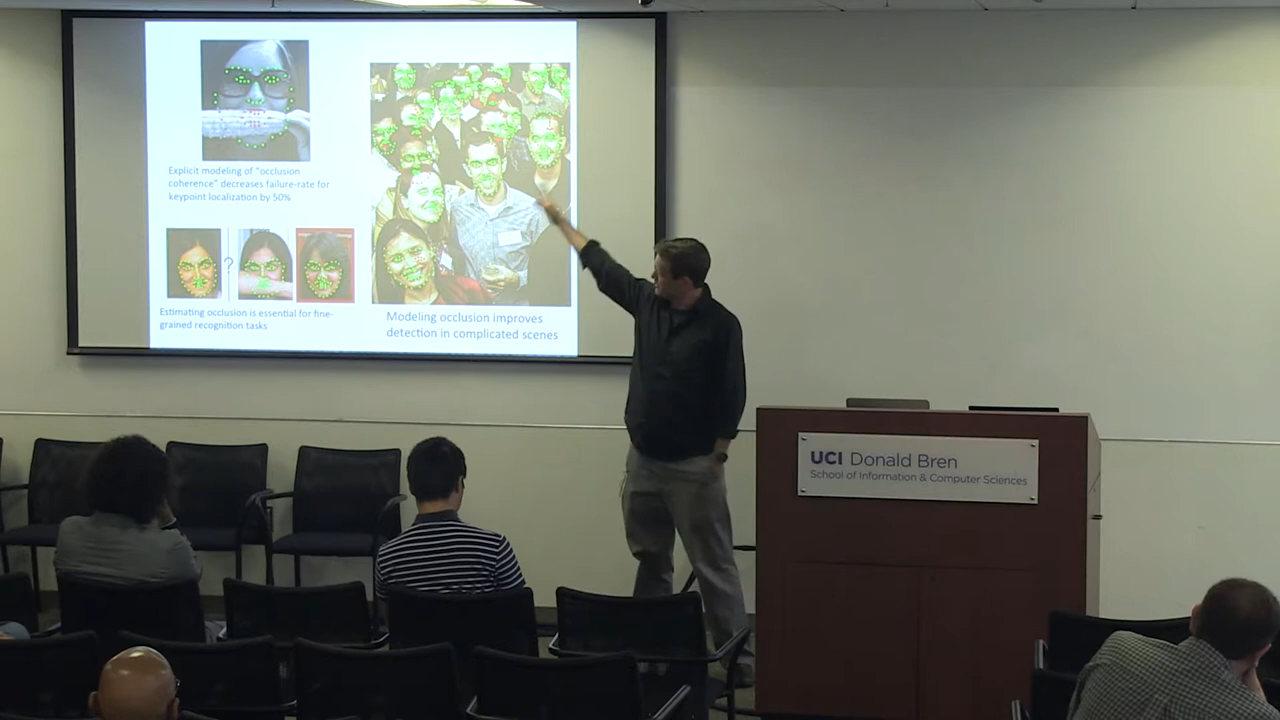 Explicit modeling of "occlusion
coherence" decreases failure-rate for
keypoint localization by 50%
?
Estimating occlusion is essential for fine-
grained recognition tasks
Modeling occlusion improves
detection in complicated scenes
UCI Donald Bren
School of Information & Computer Sciences